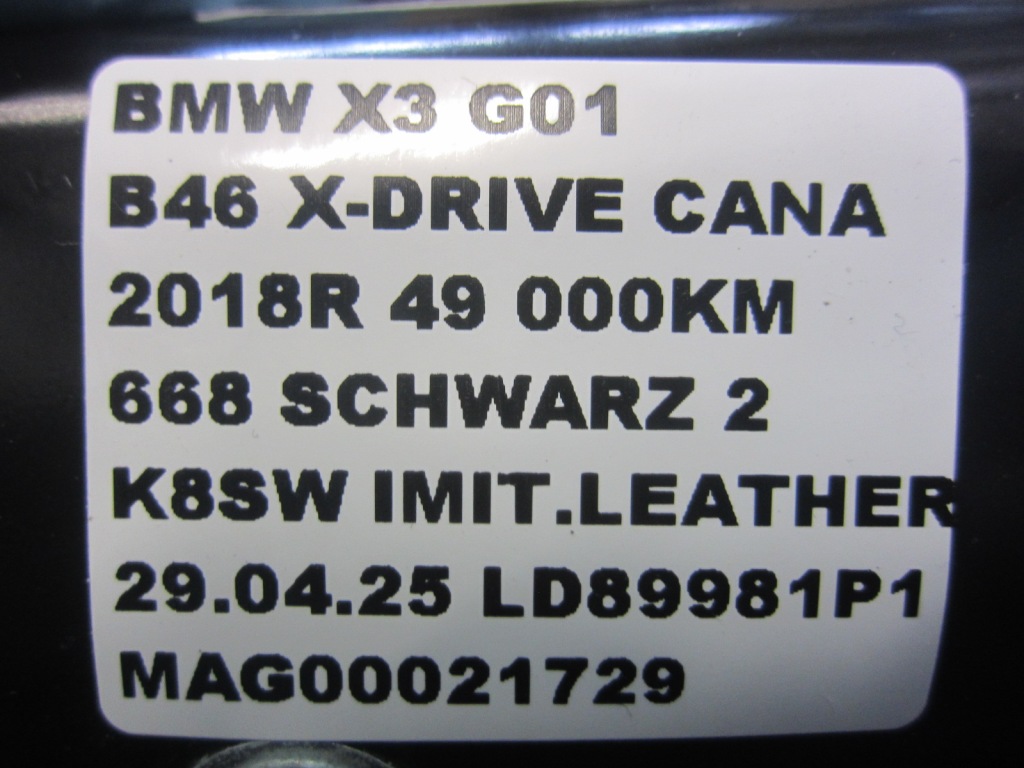 BMW X3 G01
B46 X-DRIVE CANA
2018R 49 000KM
668 SCHWARZ 2
K8SW IMIT.LEATHER
29.04.25 LD89981P1
MAG00021729